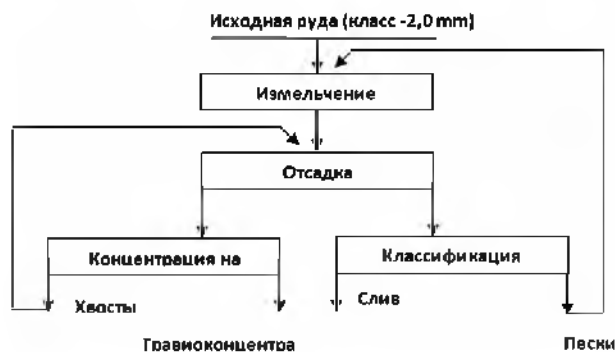 Исходная руда (класс -2,0 mm)
Измельчение
Отсадка
Концентрация на
Классификация
Хвосты
Слив
Гравиоконцентра
Пески